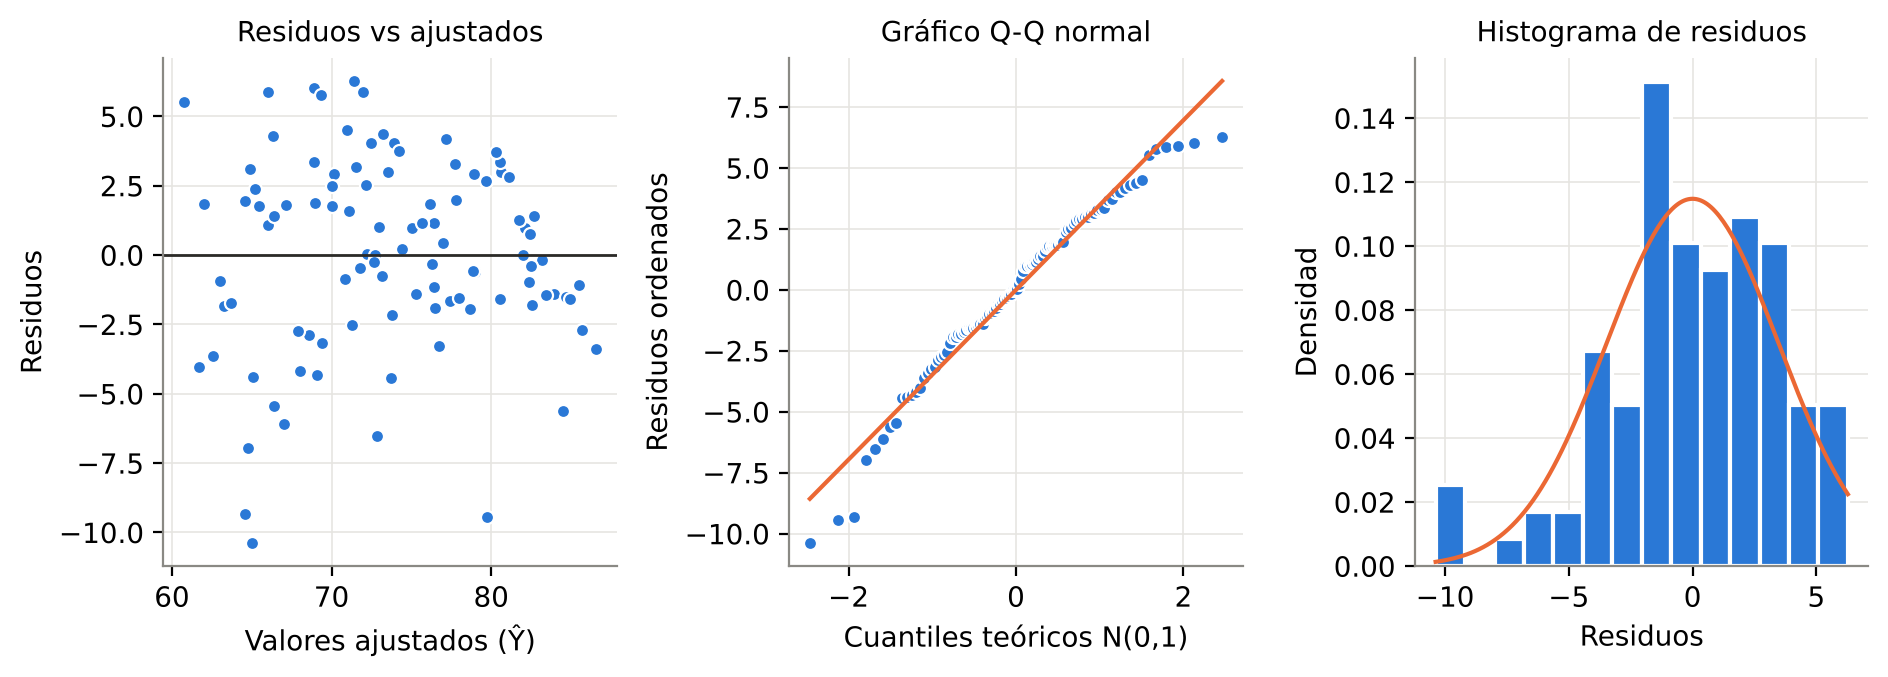 Residuos vs ajustados
5.0
2.5
0.0
−2.5
−5.0
−7.5
−10.0
60 70 80
Residuos
Valores ajustados (Ŷ)
Gráfico Q-Q normal
7.5
5.0
2.5
0.0
−2.5
−5.0
−7.5
−10.0
−2 0 2
Residuos ordenados
Cuantiles teóricos N(0,1)
Histograma de residuos
0.14
0.12
0.10
0.08
0.06
0.04
0.02
0.00
−10 −5 0 5
Densidad
Residuos